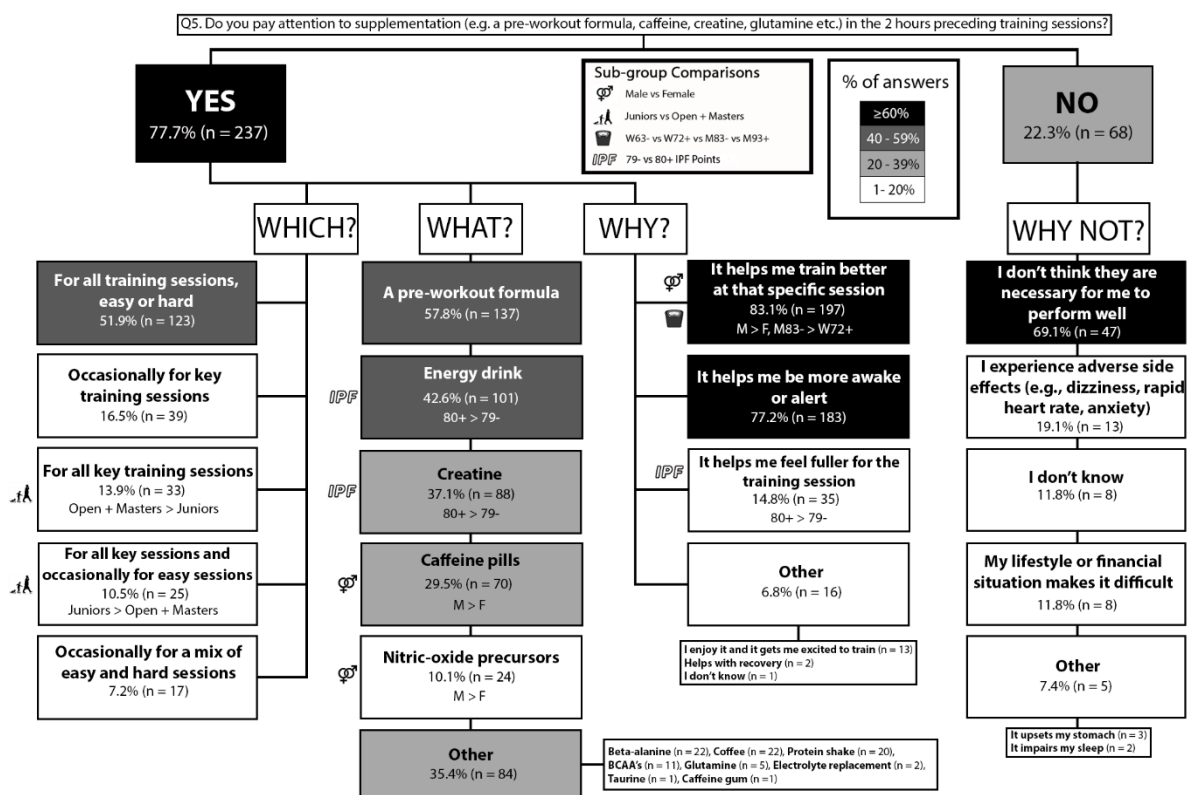 Q5. Do you pay attention to supplementation (e.g. a pre-workout formula, caffeine, creatine, glutamine etc.) in the 2 hours preceding training sessions?
YES
77.7% (n = 237)
Sub-group Comparisons
Male vs Female
Juniors vs Open + Masters
W63- vs W72+ vs M83- vs M93+
IPF 79- vs 80+ IPF Points
% of answers
≥60%
40 - 59%
20 - 39%
1- 20%
NO
22.3% (n = 68)
WHICH?
For all training sessions,
easy or hard
51.9% (n = 123)
Occasionally for key
training sessions
16.5% (n = 39)
For all key training sessions
13.9% (n = 33)
Open + Masters > Juniors
For all key sessions and
occasionally for easy sessions
10.5% (n = 25)
Juniors > Open + Masters
Occasionally for a mix of
easy and hard sessions
7.2% (n = 17)
WHAT?
A pre-workout formula
57.8% (n = 137)
IPF
Energy drink
42.6% (n = 101)
80+ > 79-
IPF
Creatine
37.1% (n = 88)
80+ > 79-
Caffeine pills
29.5% (n = 70)
M > F
Nitric-oxide precursors
10.1% (n = 24)
M > F
Other
35.4% (n = 84)
Beta-alanine (n = 22), Coffee (n = 22), Protein shake (n = 20),
BCAA's (n = 11), Glutamine (n = 5), Electrolyte replacement (n = 2),
Taurine (n = 1), Caffeine gum (n =1)
WHY?
It helps me train better
at that specific session
83.1% (n = 197)
M > F, M83- > W72+
It helps me be more awake
or alert
77.2% (n = 183)
IPF
It helps me feel fuller for the
training session
14.8% (n = 35)
80+ > 79-
Other
6.8% (n = 16)
I enjoy it and it gets me excited to train (n = 13)
Helps with recovery (n = 2)
I don't know (n = 1)
WHY NOT?
I don't think they are
necessary for me to
perform well
69.1% (n = 47)
I experience adverse side
effects (e.g., dizziness, rapid
heart rate, anxiety)
19.1% (n = 13)
I don't know
11.8% (n = 8)
My lifestyle or financial
situation makes it difficult
11.8% (n = 8)
Other
7.4% (n = 5)
It upsets my stomach (n = 3)
It impairs my sleep (n = 2)